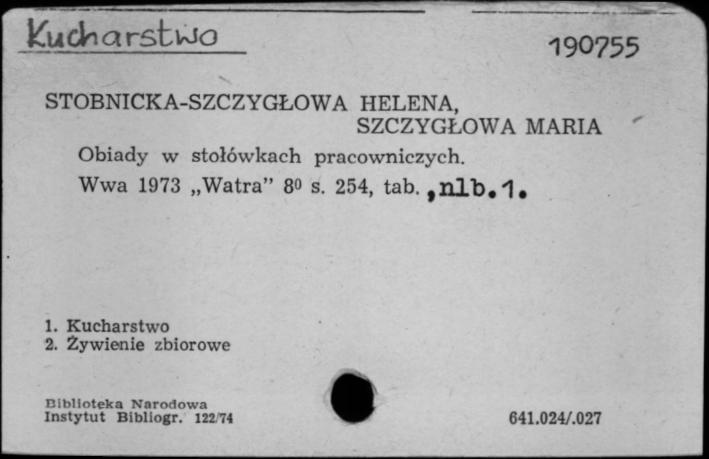 Kucharstwo
190755
STOBNICKA-SZCZYGŁOWA HELENA,
SZCZYGŁOWA MARIA
Obiady w stołówkach pracowniczych.
Wwa 1973 „Watra” 8⁰ s. 254, tab. ,nlb.1.
1. Kucharstwo
2. Żywienie zbiorowe
Biblioteka Narodowa
Instytut Bibliogr. 122/74
641.024/.027